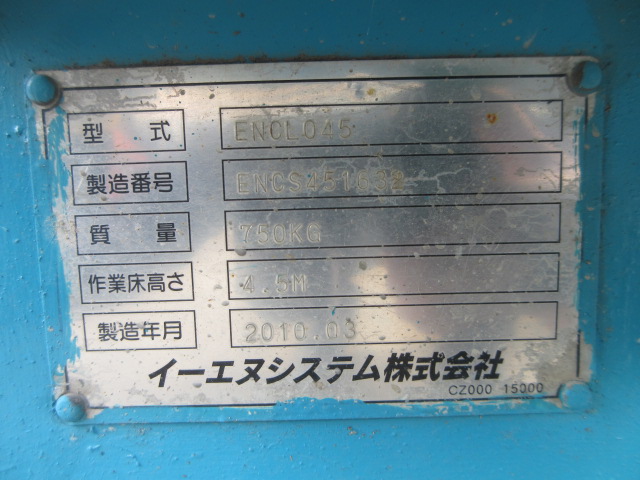 型 式 ENCL045
製造番号 ENCS451032
質 量 750KG
作業床高さ 4.5M
製造年月 2010.03
イーエヌシステム株式会社
CZ000 15000